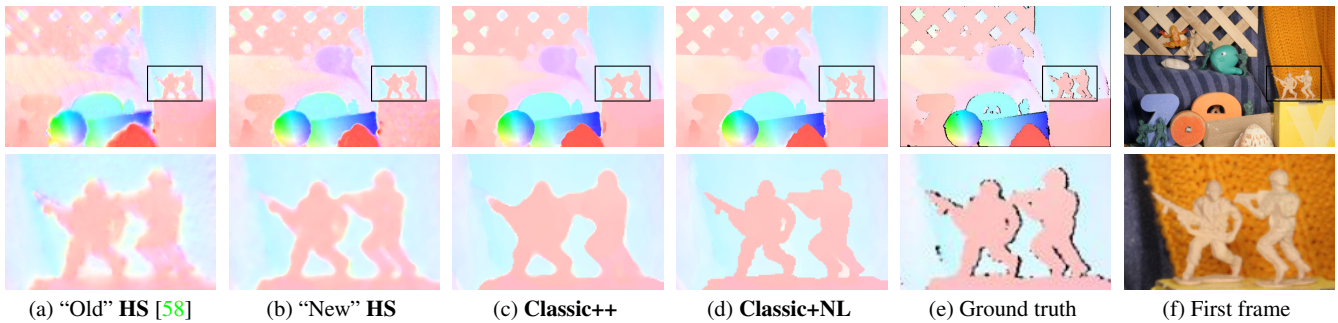 (a) “Old” HS [58]
(b) “New” HS
(c) Classic++
(d) Classic+NL
(e) Ground truth
(f) First frame